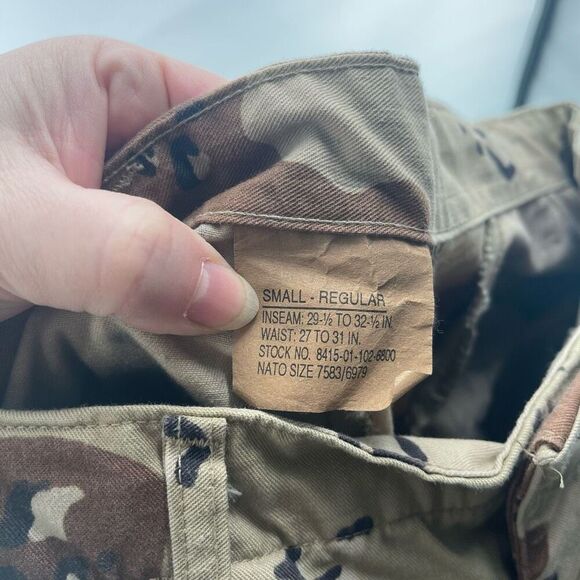 SMALL - REGULAR
INSEAM: 29-½ TO 32-½ IN.
WAIST: 27 TO 31 IN.
STOCK NO. 8415-01-102-6800
NATO SIZE 7583/6979